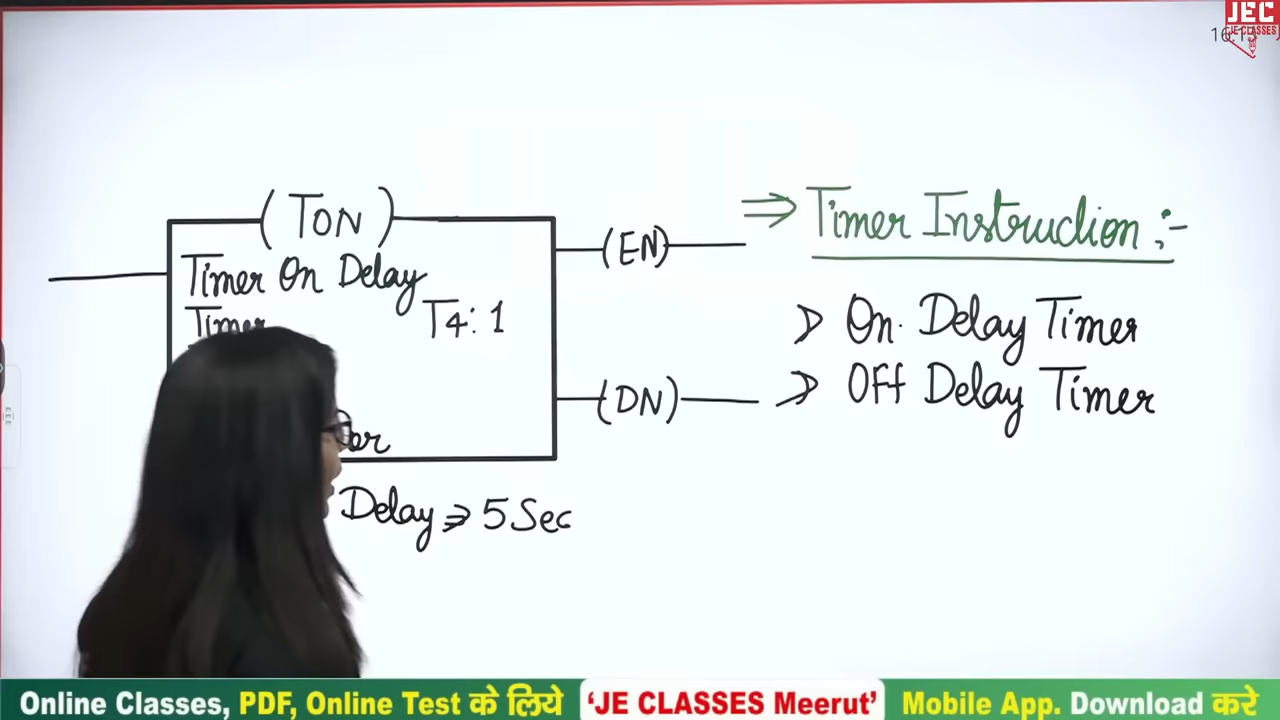 JEC
JE CLASSES
( TON )
Timer On Delay
Timer
T4: 1
(EN)
(DN)
Delay ⇒ 5 Sec
⇒ Timer Instruction :-
> On Delay Timer
> Off Delay Timer
Online Classes, PDF, Online Test के लिये 'JE CLASSES Meerut' Mobile App. Download करे